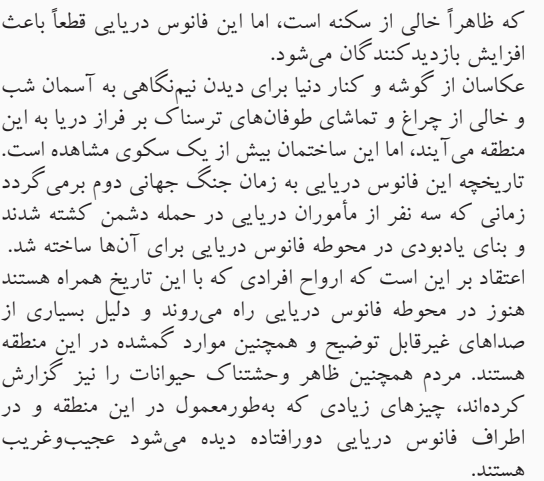 که ظاهراً خالی از سکنه است، اما این فانوس دریایی قطعاً باعث
افزایش بازدیدکنندگان می‌شود.
عکاسان از گوشه و کنار دنیا برای دیدن نیم‌نگاهی به آسمان شب
و خالی از چراغ و تماشای طوفان‌های ترسناک بر فراز دریا به این
منطقه می‌آیند، اما این ساختمان بیش از یک سکوی مشاهده است.
تاریخچه این فانوس دریایی به زمان جنگ جهانی دوم برمی‌گردد
زمانی که سه نفر از مأموران دریایی در حمله دشمن کشته شدند
و بنای یادبودی در محوطه فانوس دریایی برای آن‌ها ساخته شد.
اعتقاد بر این است که ارواح افرادی که با این تاریخ همراه هستند
هنوز در محوطه فانوس دریایی راه می‌روند و دلیل بسیاری از
صداهای غیرقابل توضیح و همچنین موارد گمشده در این منطقه
هستند. مردم همچنین ظاهر وحشتناک حیوانات را نیز گزارش
کرده‌اند، چیزهای زیادی که به‌طورمعمول در این منطقه و در
اطراف فانوس دریایی دورافتاده دیده می‌شود عجیب‌وغریب
هستند.